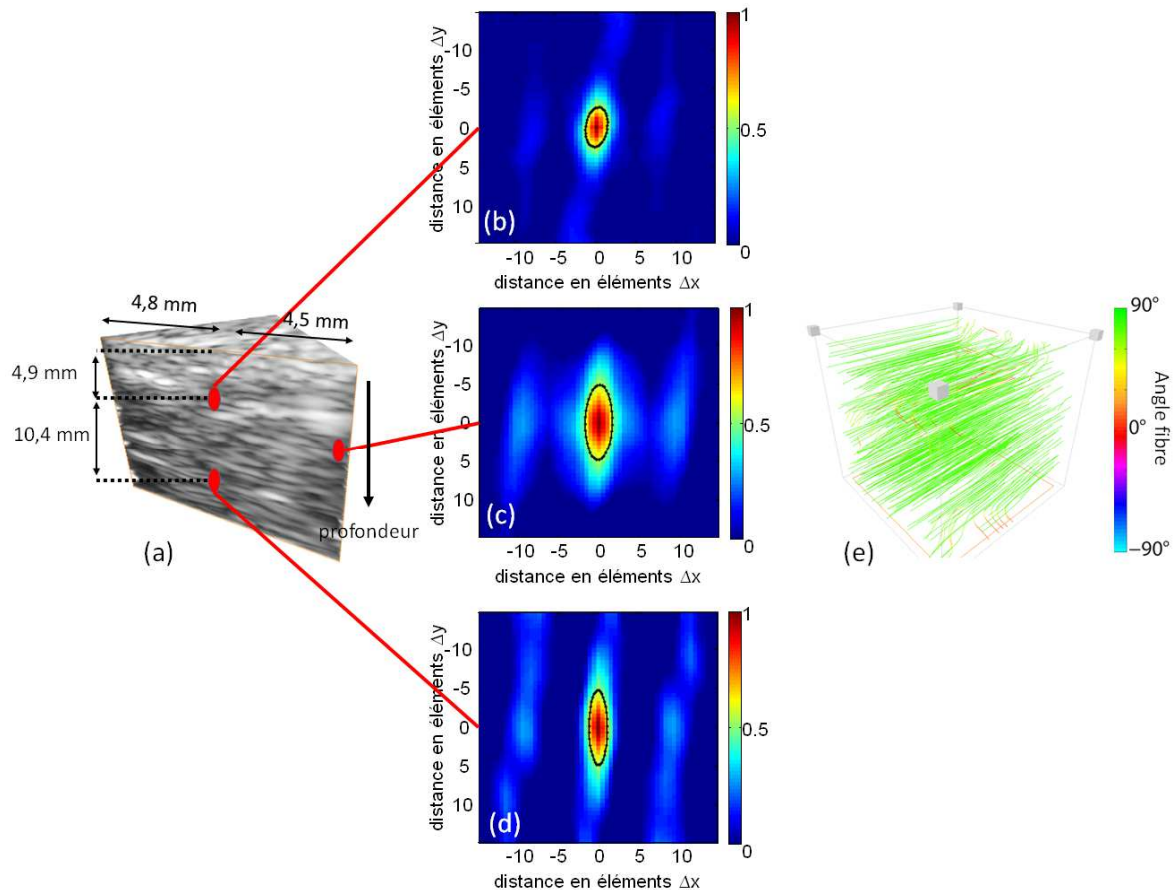 4,8 mm
4,5 mm
4,9 mm
10,4 mm
profondeur
(a)
distance en éléments Δy
-10
-5
0
5
10
(b)
-10 -5 0 5 10
distance en éléments Δx
1
0.5
0
distance en éléments Δy
-10
-5
0
5
10
(c)
-10 -5 0 5 10
distance en éléments Δx
1
0.5
0
distance en éléments Δy
-10
-5
0
5
10
(d)
-10 -5 0 5 10
distance en éléments Δx
1
0.5
0
(e)
90°
0°
−90°
Angle fibre